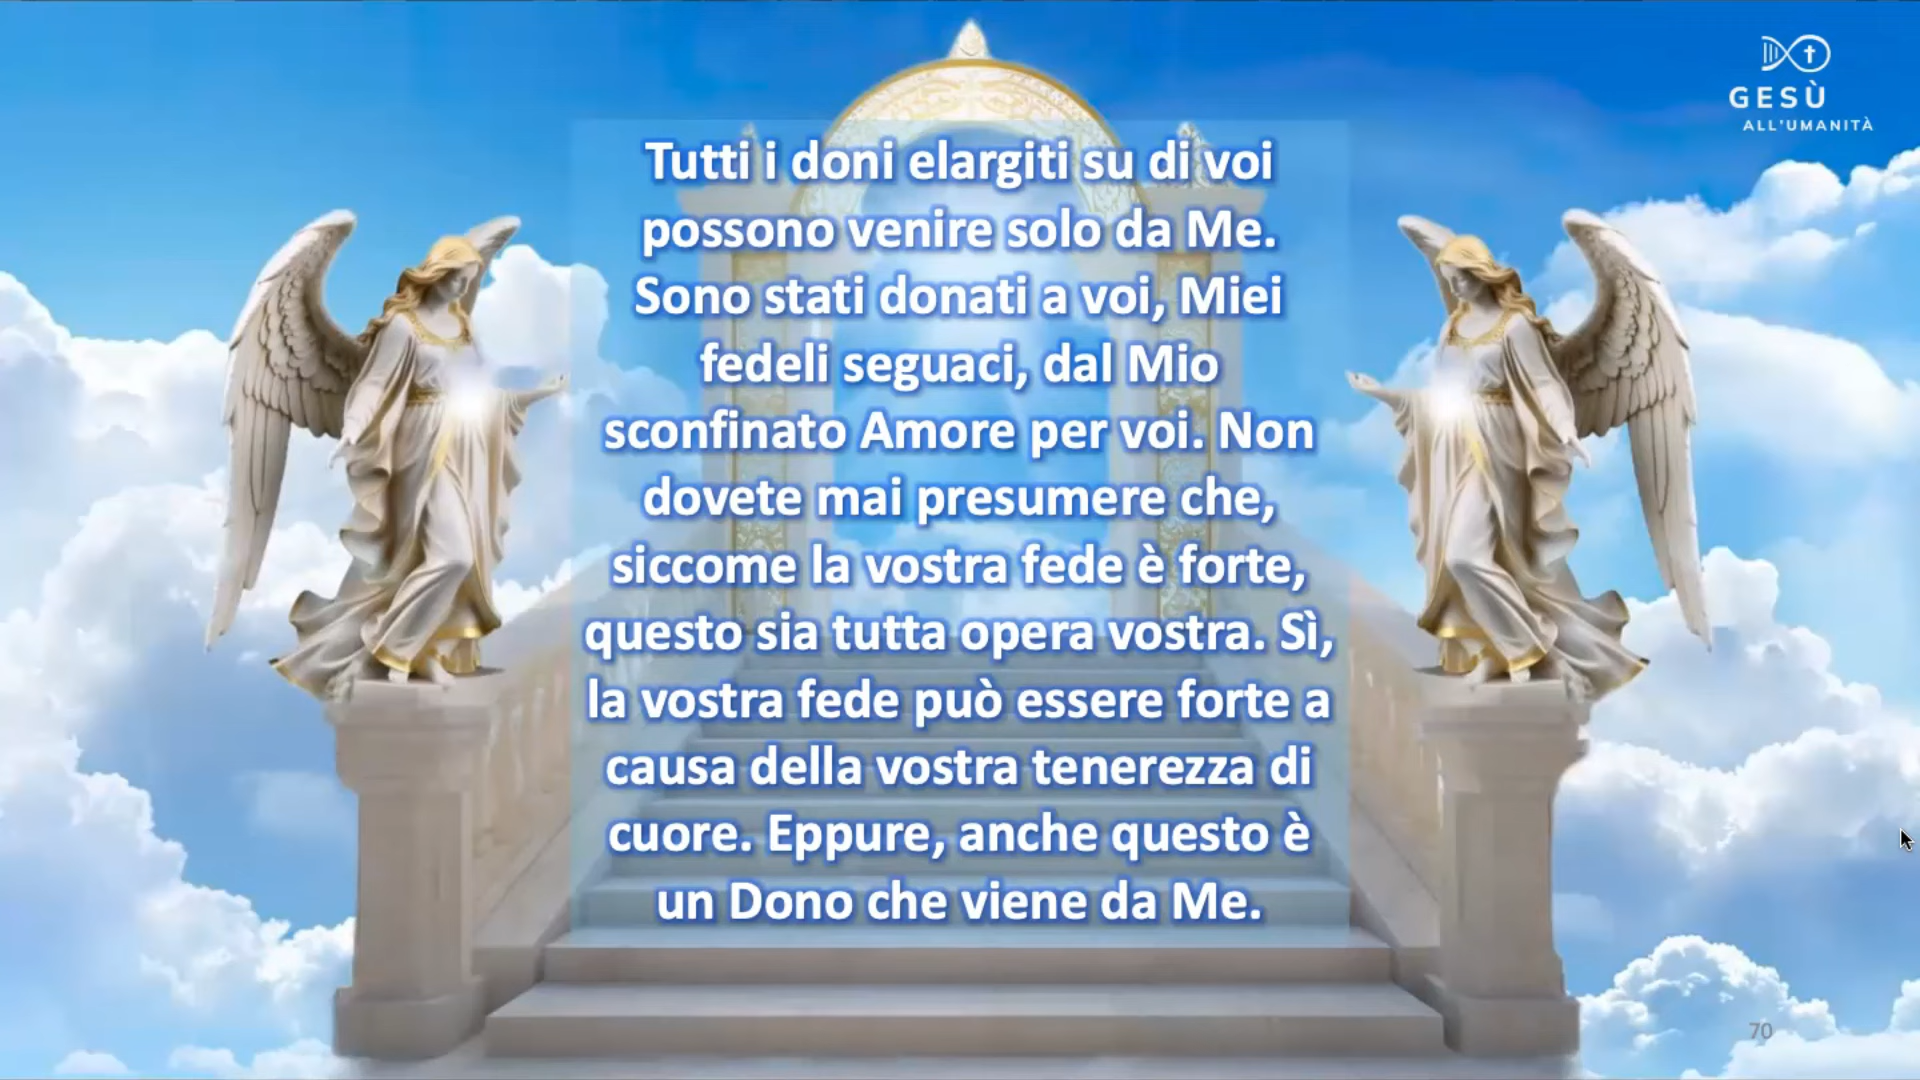 GESÙ
ALL'UMANITÀ
Tutti i doni elargiti su di voi
possono venire solo da Me.
Sono stati donati a voi, Miei
fedeli seguaci, dal Mio
sconfinato Amore per voi. Non
dovete mai presumere che,
siccome la vostra fede è forte,
questo sia tutta opera vostra. Sì,
la vostra fede può essere forte a
causa della vostra tenerezza di
cuore. Eppure, anche questo è
un Dono che viene da Me.
70